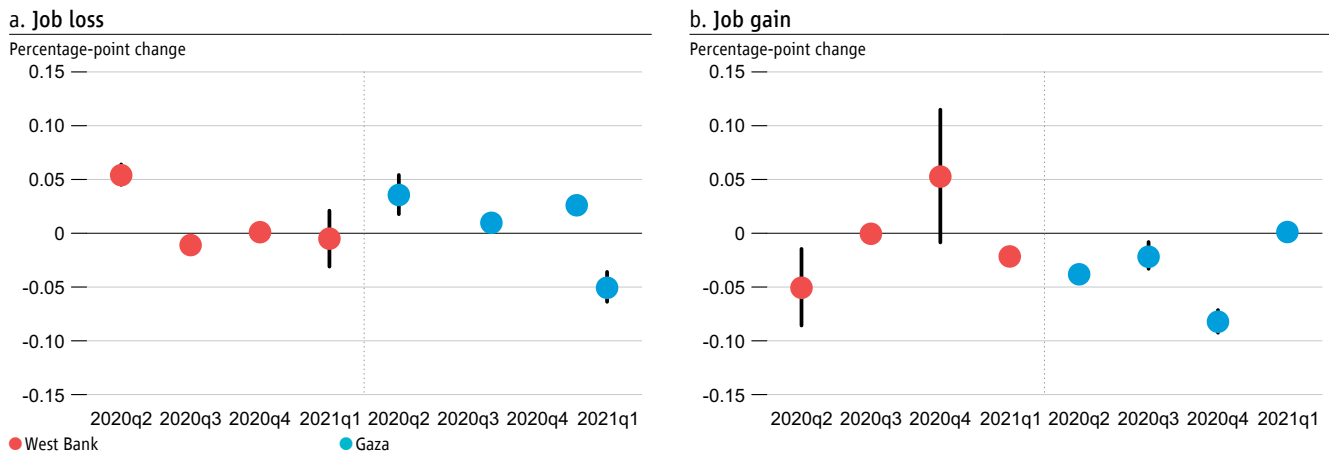 a. Job loss
Percentage-point change
0.15
0.10
0.05
0
-0.05
-0.10
-0.15
2020q2 2020q3 2020q4 2021q1 2020q2 2020q3 2020q4 2021q1
b. Job gain
Percentage-point change
0.15
0.10
0.05
0
-0.05
-0.10
-0.15
2020q2 2020q3 2020q4 2021q1 2020q2 2020q3 2020q4 2021q1
West Bank Gaza